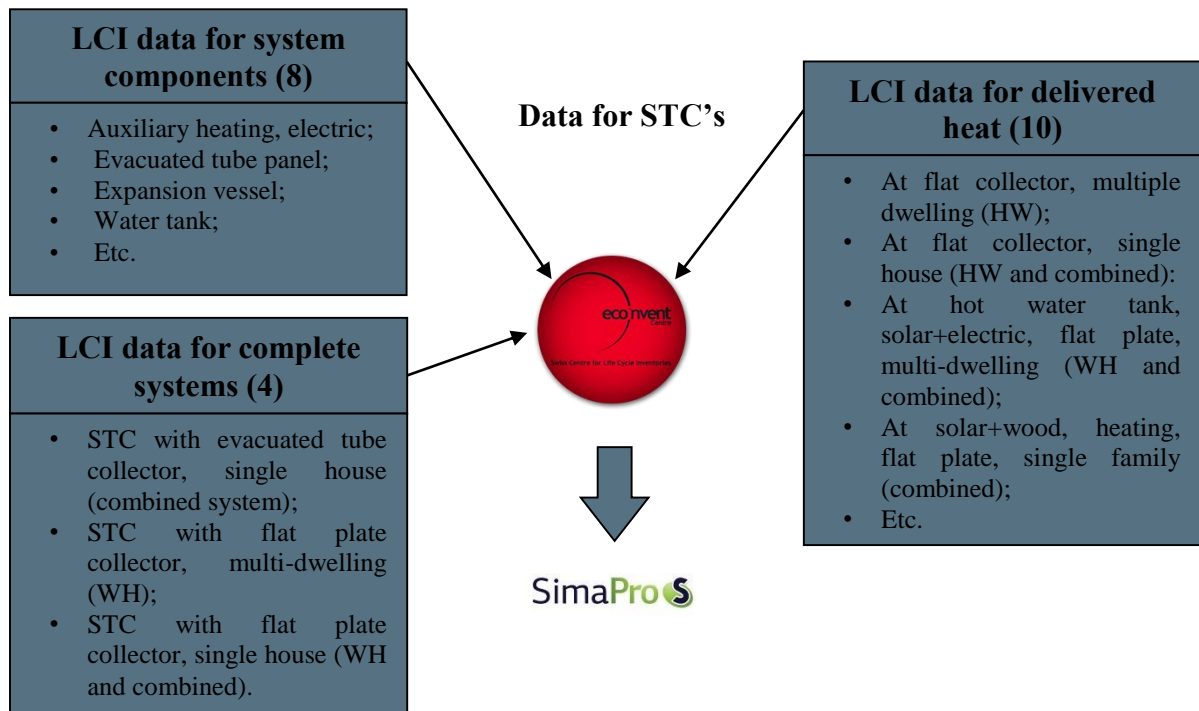 LCI data for system
components (8)
• Auxiliary heating, electric;
• Evacuated tube panel;
• Expansion vessel;
• Water tank;
• Etc.
LCI data for complete
systems (4)
• STC with evacuated tube
collector, single house
(combined system);
• STC with flat plate
collector, multi-dwelling
(WH);
• STC with flat plate
collector, single house (WH
and combined).
Data for STC’s
ecoinvent
Centre
Swiss Centre for Life Cycle Inventories
SimaPro S
LCI data for delivered
heat (10)
• At flat collector, multiple
dwelling (HW);
• At flat collector, single
house (HW and combined):
• At hot water tank,
solar+electric, flat plate,
multi-dwelling (WH and
combined);
• At solar+wood, heating,
flat plate, single family
(combined);
• Etc.